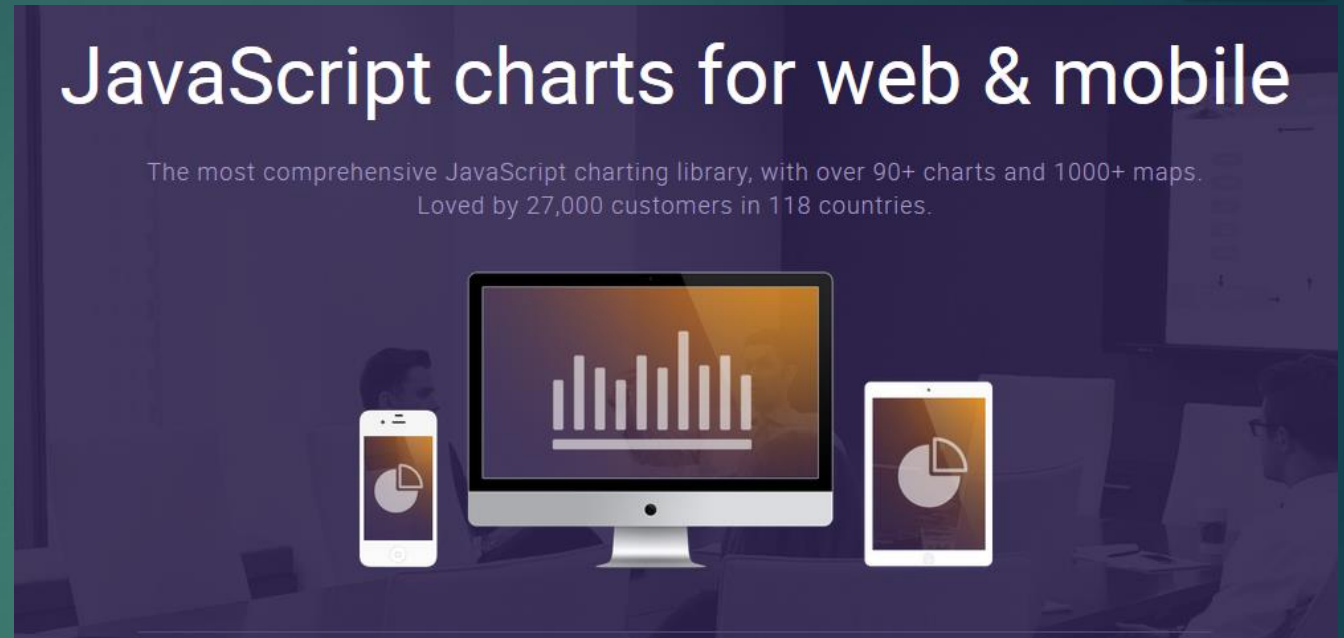 JavaScript charts for web & mobile
The most comprehensive JavaScript charting library, with over 90+ charts and 1000+ maps.
Loved by 27,000 customers in 118 countries.